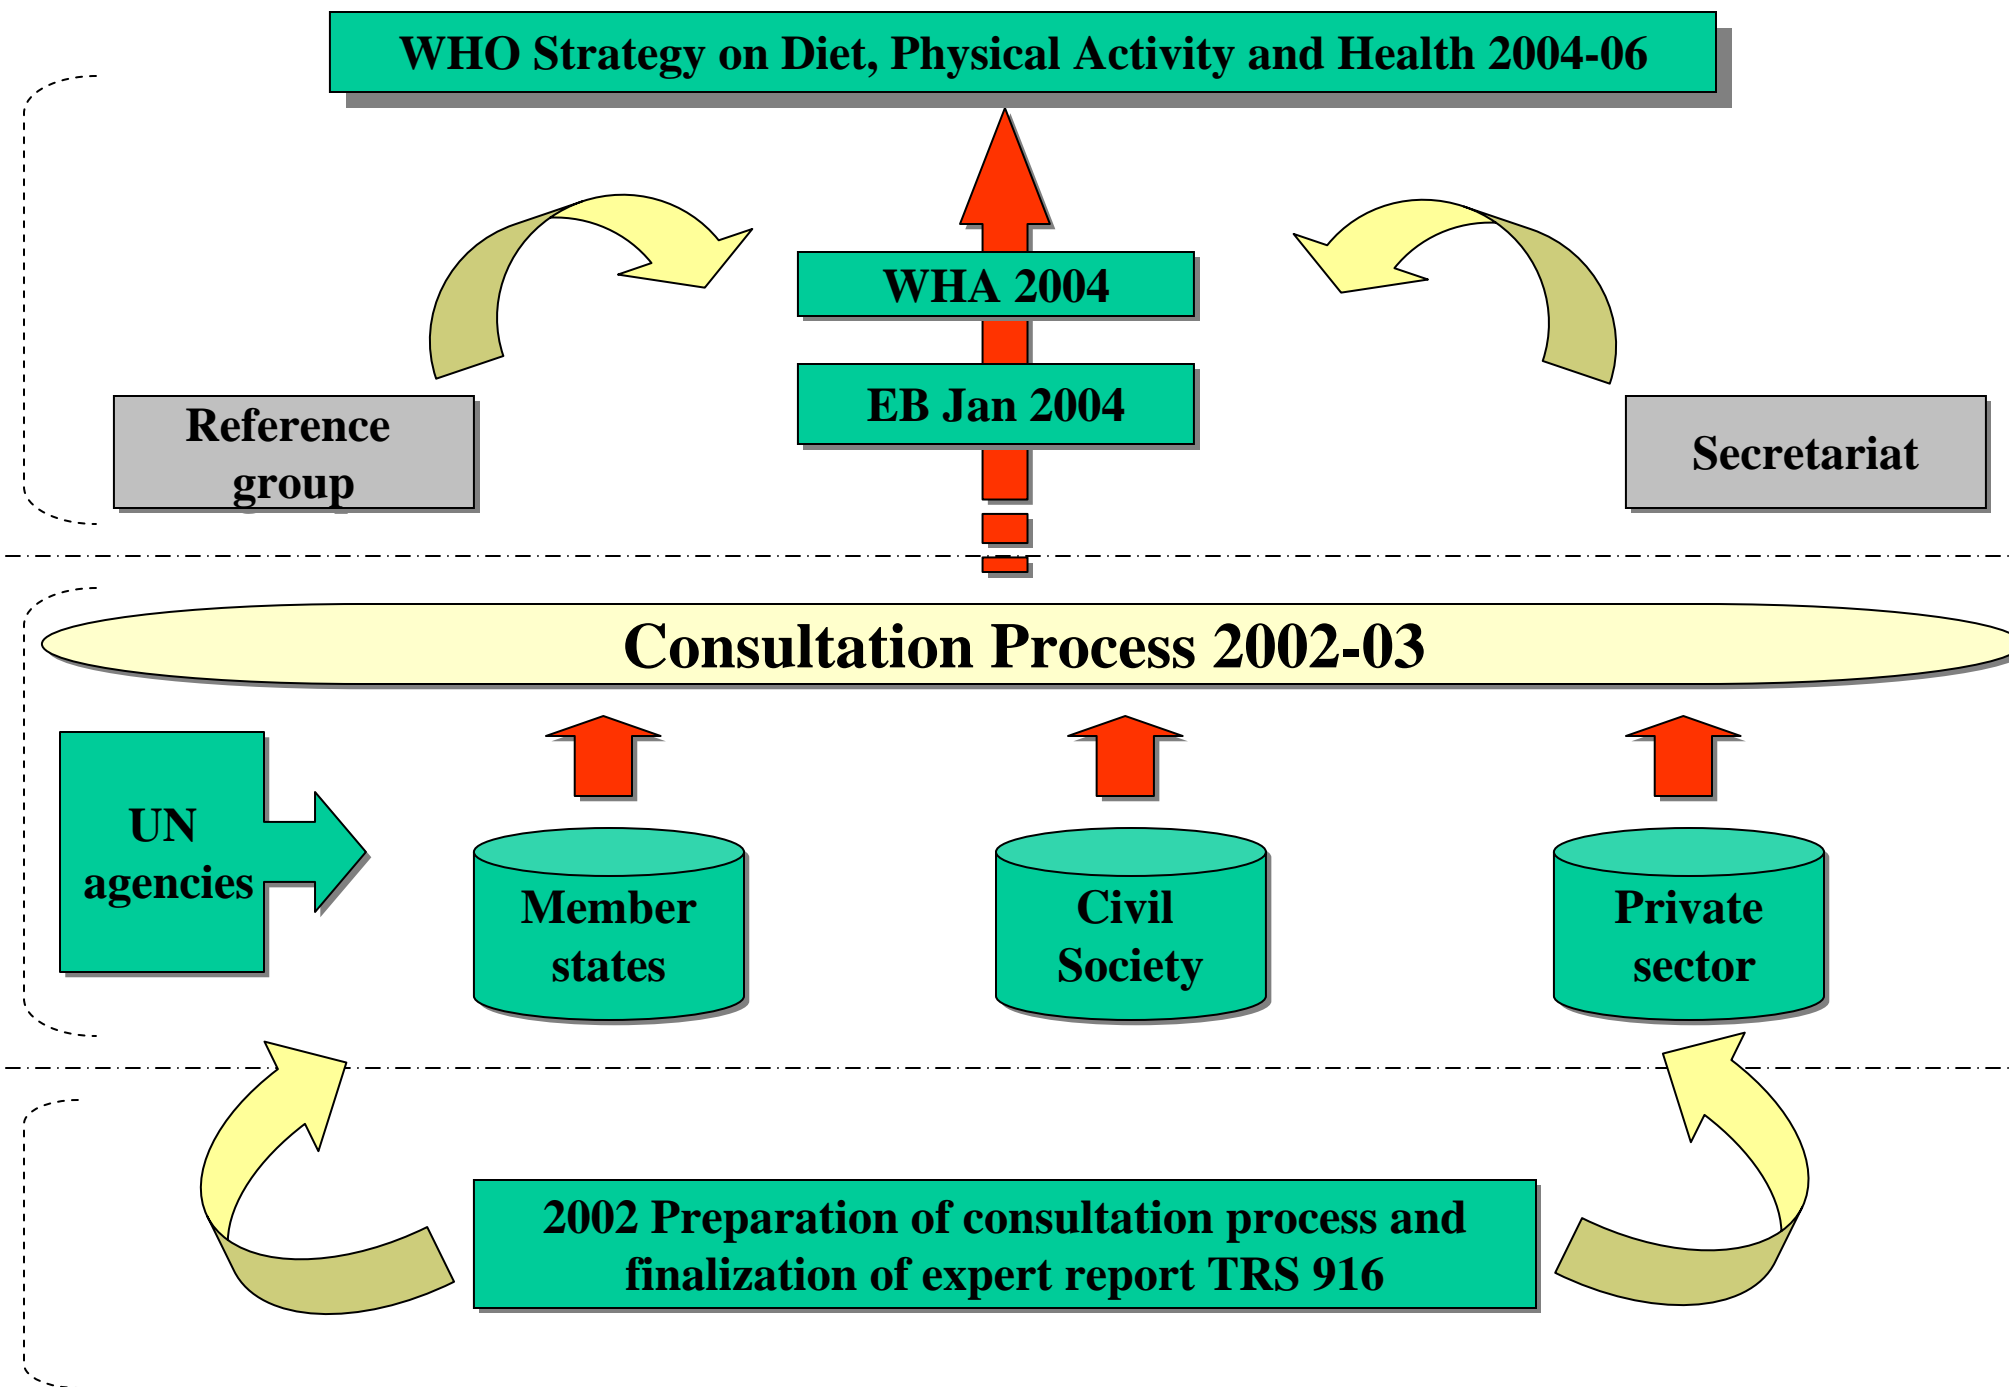 WHO Strategy on Diet, Physical Activity and Health 2004-06
WHA 2004
EB Jan 2004
Reference
group
Secretariat
Consultation Process 2002-03
UN
agencies
Member
states
Civil
Society
Private
sector
2002 Preparation of consultation process and
finalization of expert report TRS 916